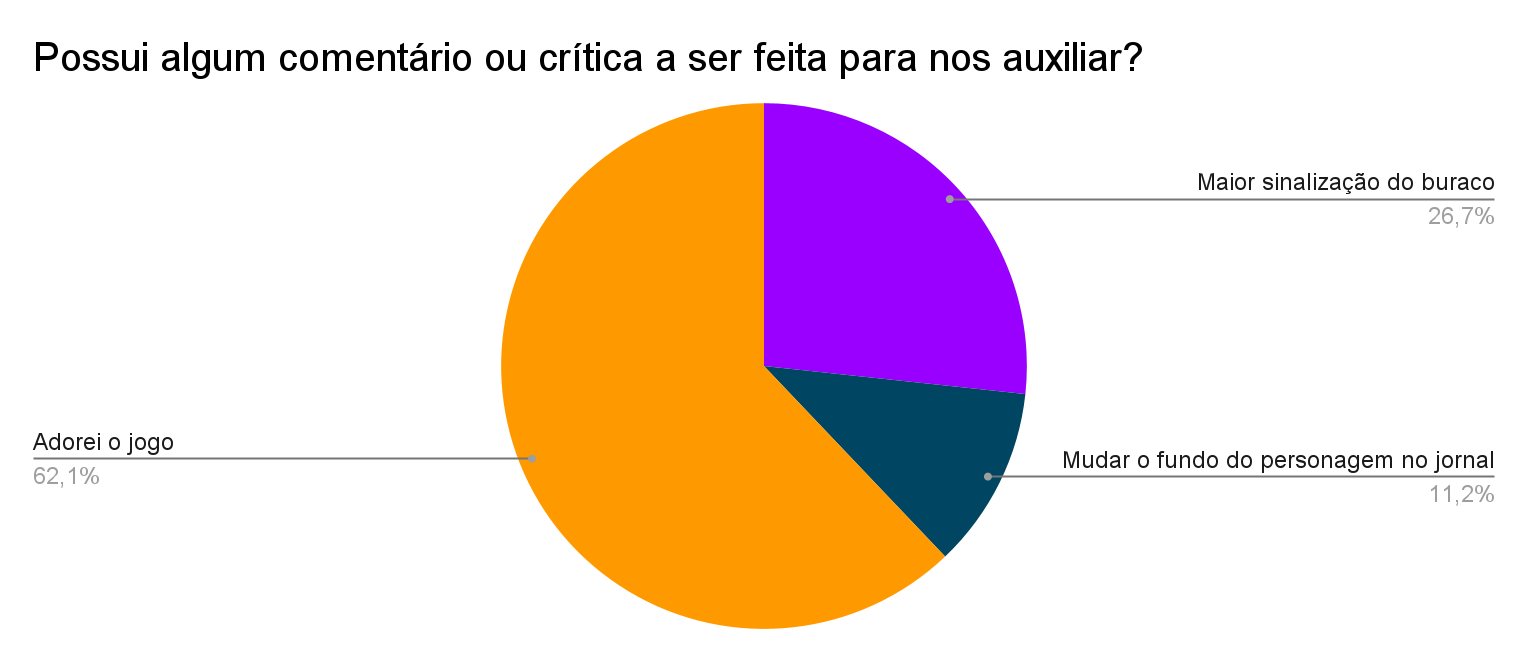 Possui algum comentário ou crítica a ser feita para nos auxiliar?
Maior sinalização do buraco
26,7%
Adorei o jogo
62,1%
Mudar o fundo do personagem no jornal
11,2%